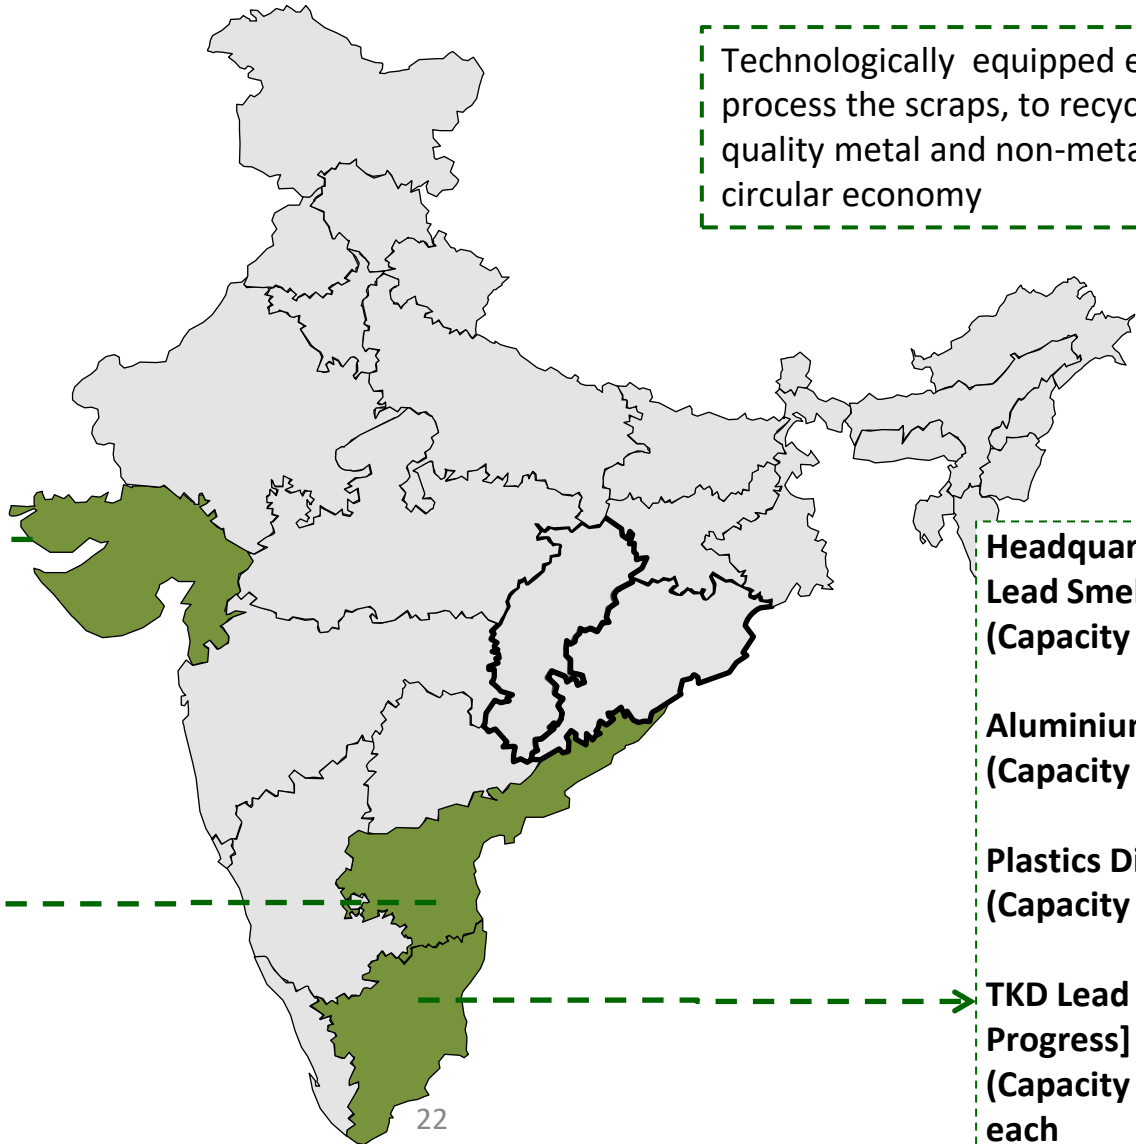 Technologically equipped e
process the scraps, to recyc
quality metal and non-meta
circular economy
Headquar
Lead Smel
(Capacity
Aluminium
(Capacity
Plastics Di
(Capacity
TKD Lead
Progress]
(Capacity
each
22